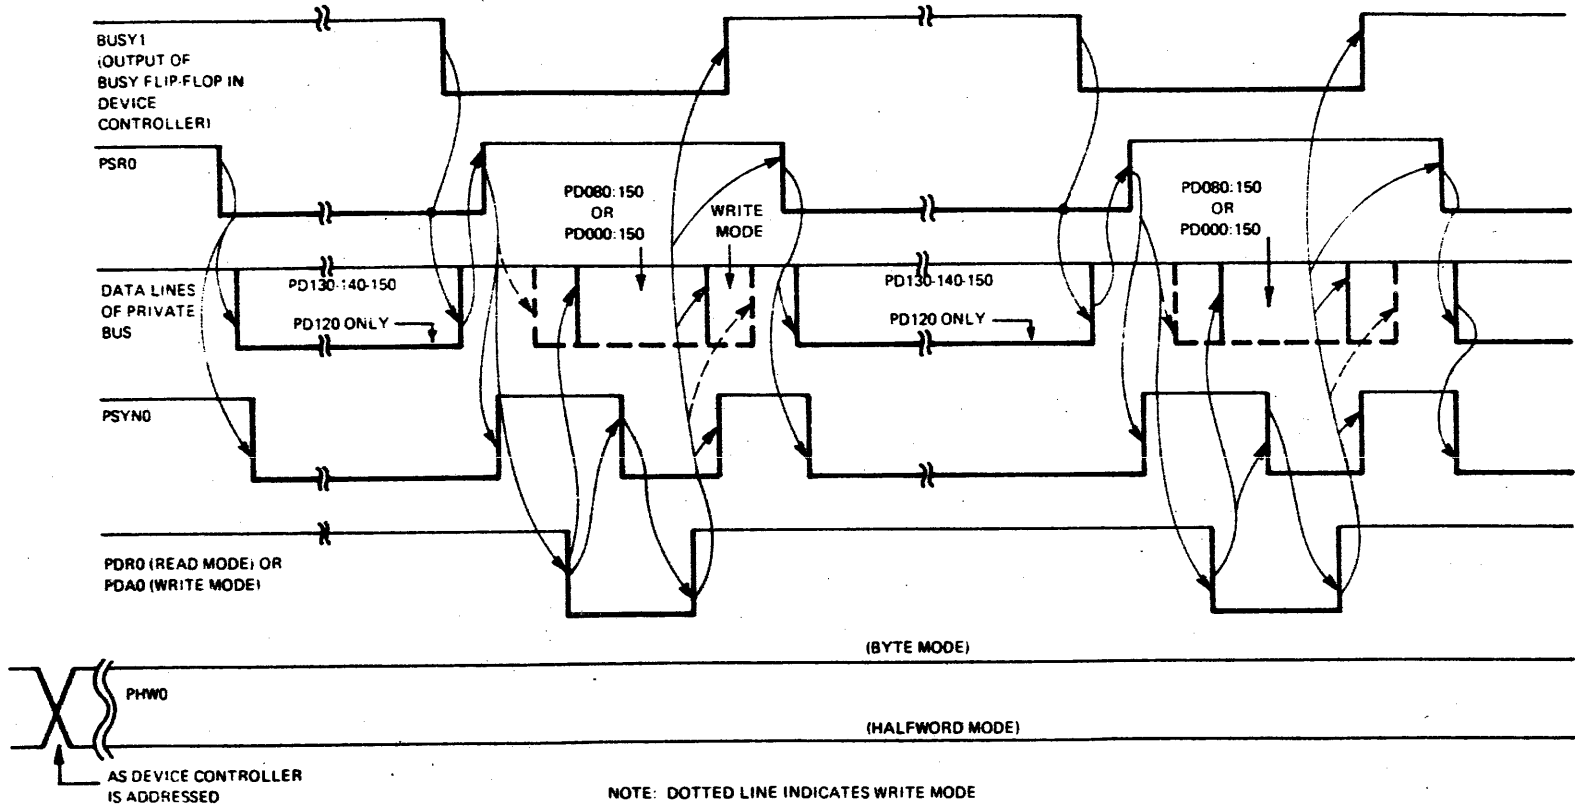 BUSY1
(OUTPUT OF
BUSY FLIP-FLOP IN
DEVICE
CONTROLLER)
PSR0
PD080:150
OR
PD000:150
WRITE
MODE
PD080:150
OR
PD000:150
DATA LINES
OF PRIVATE
BUS
PD130-140-150
PD120 ONLY
PD130-140-150
PD120 ONLY
PSYN0
PDR0 (READ MODE) OR
PDA0 (WRITE MODE)
(BYTE MODE)
PHW0
(HALFWORD MODE)
AS DEVICE CONTROLLER
IS ADDRESSED
NOTE: DOTTED LINE INDICATES WRITE MODE